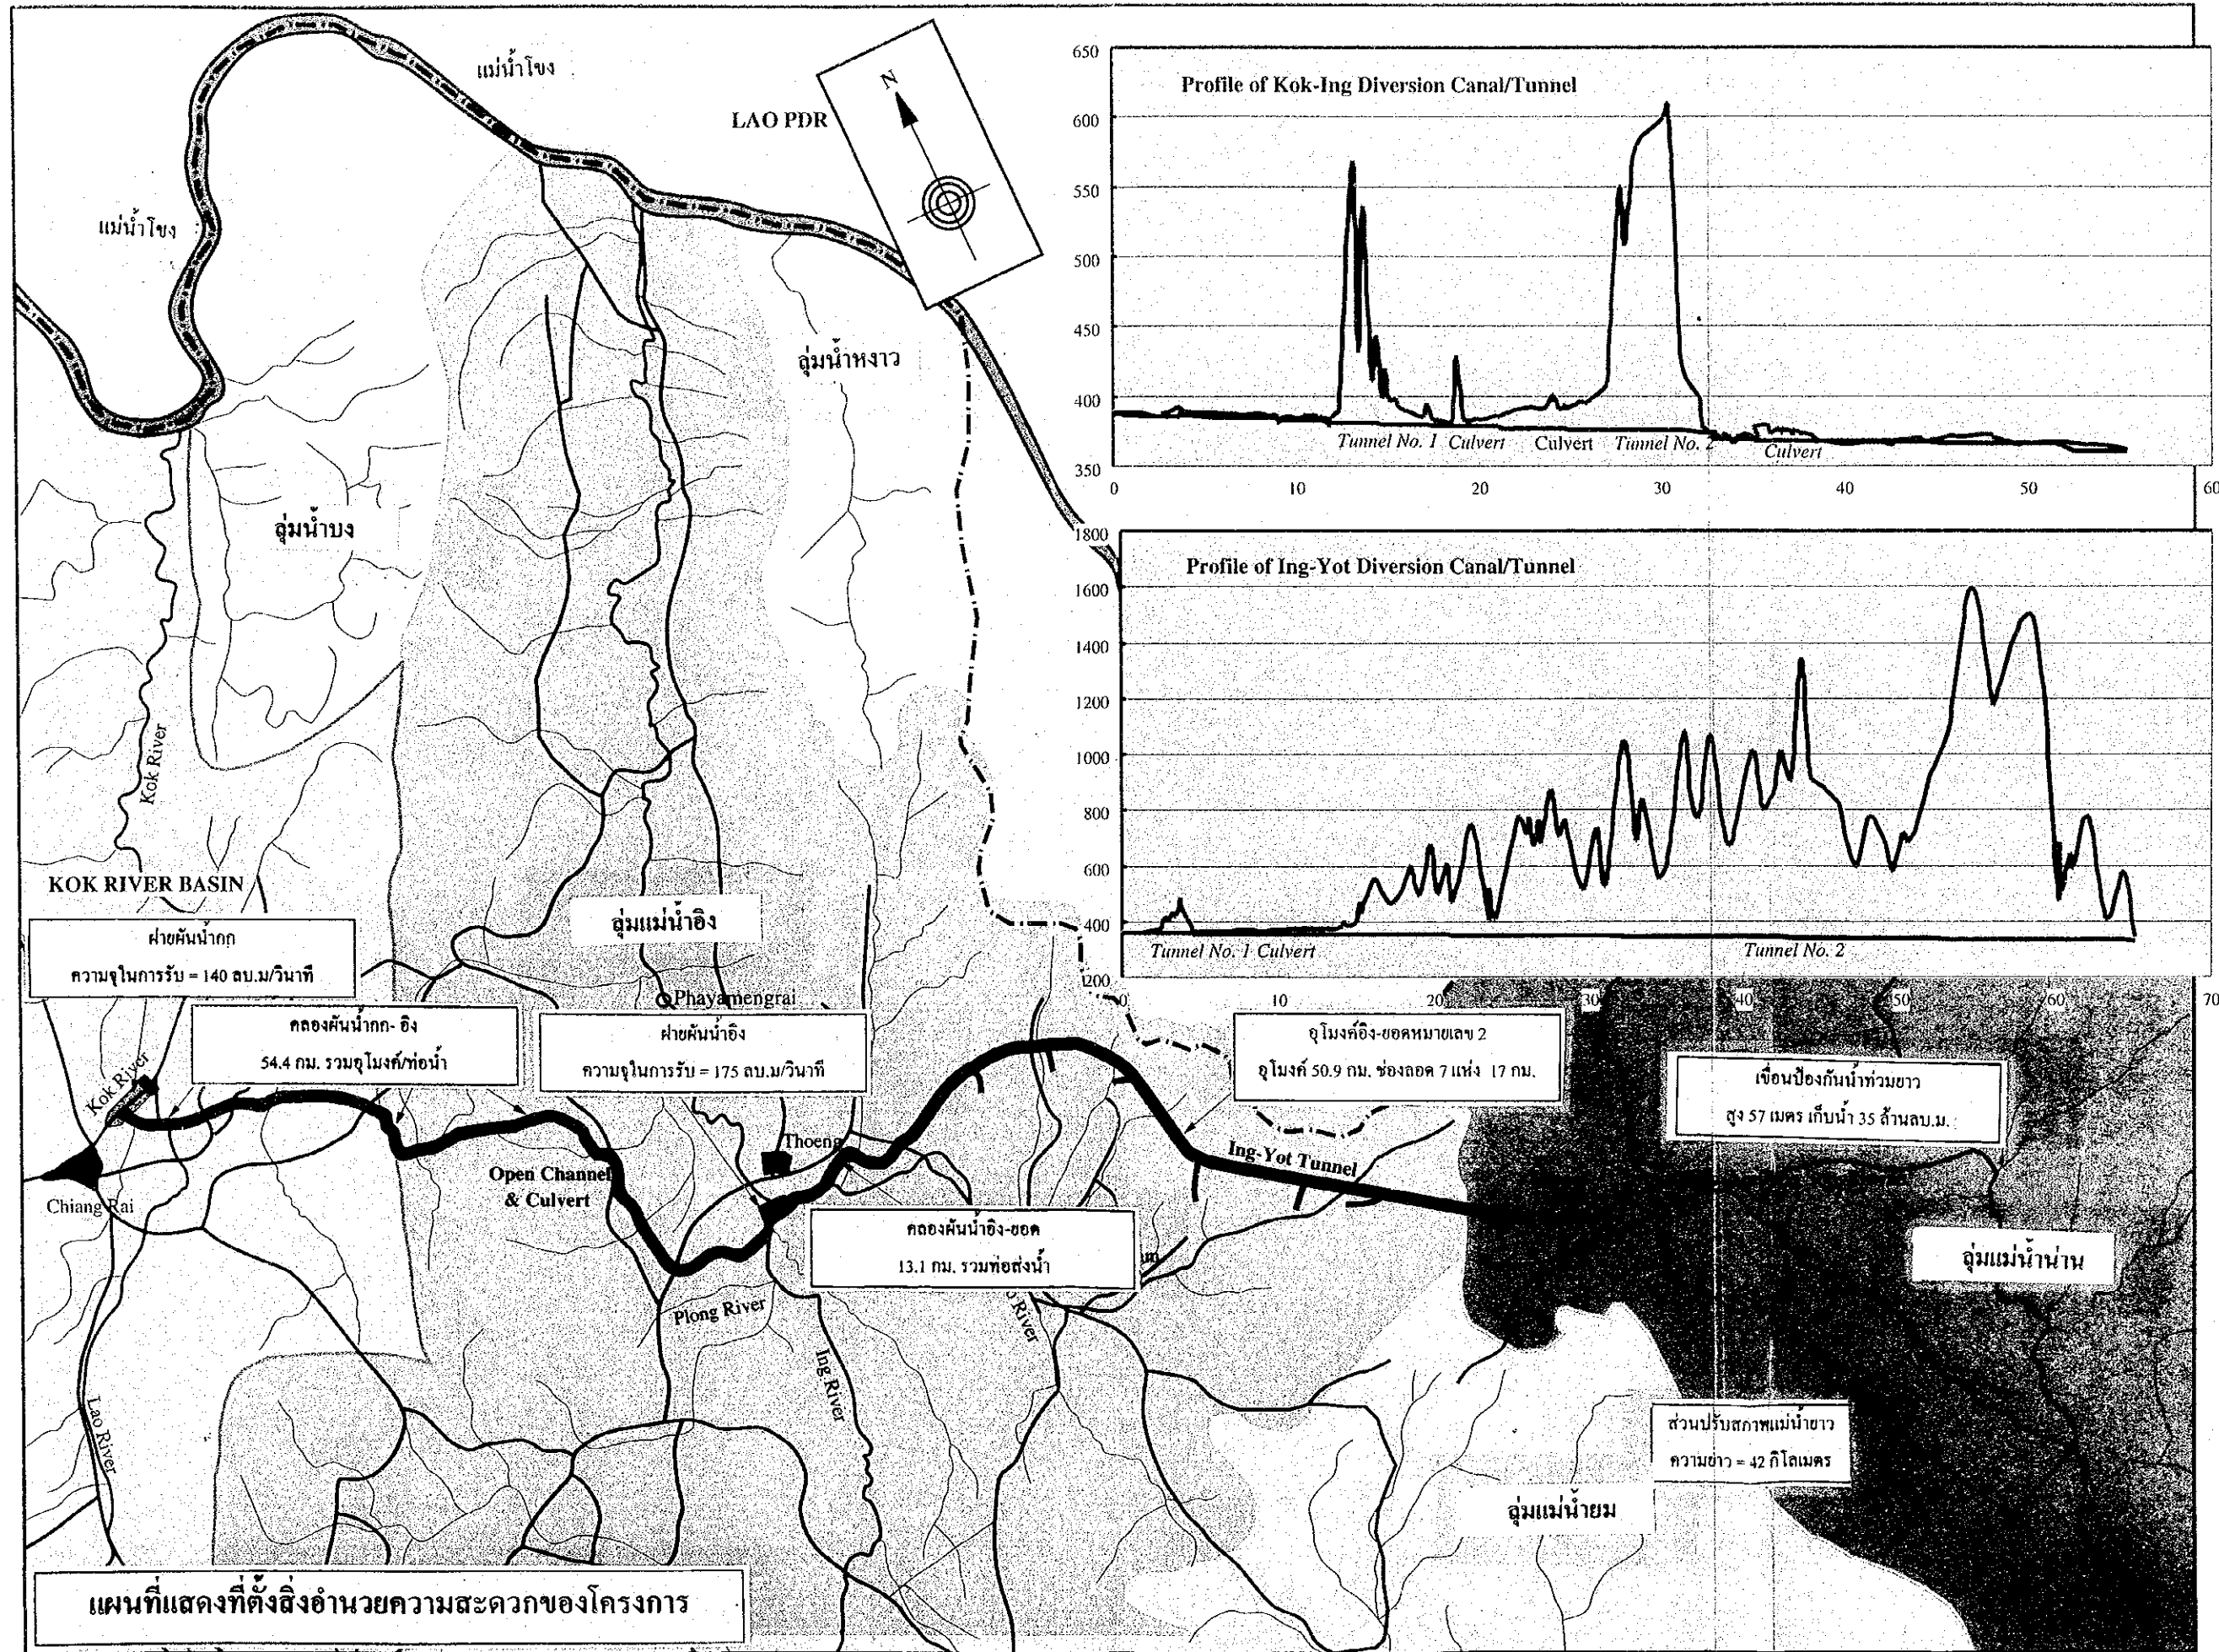 แม่น้ำโขง
LAO PDR
N
แม่น้ำโขง
ลุ่มน้ำหงาว
ลุ่มน้ำบง
Kok River
KOK RIVER BASIN
ลุ่มแม่น้ำอิง
ฝายผันน้ำกก
ความจุในการรับ = 140 ลบ.ม/วินาที
Phayamengrai
คลองผันน้ำกก- อิง
54.4 กม. รวมอุโมงค์/ท่อน้ำ
ฝายผันน้ำอิง
ความจุในการรับ = 175 ลบ.ม/วินาที
อุโมงค์อิง-ยอดหมายเลข 2
อุโมงค์ 50.9 กม. ช่องลอด 7 แห่ง 17 กม.
เขื่อนป้องกันน้ำท่วมยาว
สูง 57 เมตร เก็บน้ำ 35 ล้านลบ.ม.
Kok River
Thoeng
Ing-Yot Tunnel
Open Channel
& Culvert
Chiang Rai
คลองผันน้ำอิง-ยอด
13.1 กม. รวมท่อส่งน้ำ
ลุ่มแม่น้ำน่าน
Plong River
River
Ing River
Lao River
ส่วนปรับสภาพแม่น้ำยาว
ความยาว = 42 กิโลเมตร
ลุ่มแม่น้ำยม
แผนที่แสดงที่ตั้งสิ่งอำนวยความสะดวกของโครงการ
Profile of Kok-Ing Diversion Canal/Tunnel
650
600
550
500
450
400
350
Tunnel No. 1 Culvert Culvert Tunnel No. 2 Culvert
0 10 20 30 40 50 60
Profile of Ing-Yot Diversion Canal/Tunnel
1800
1600
1400
1200
1000
800
600
400
200
Tunnel No. 1 Culvert Tunnel No. 2
0 10 20 30 40 50 60 70